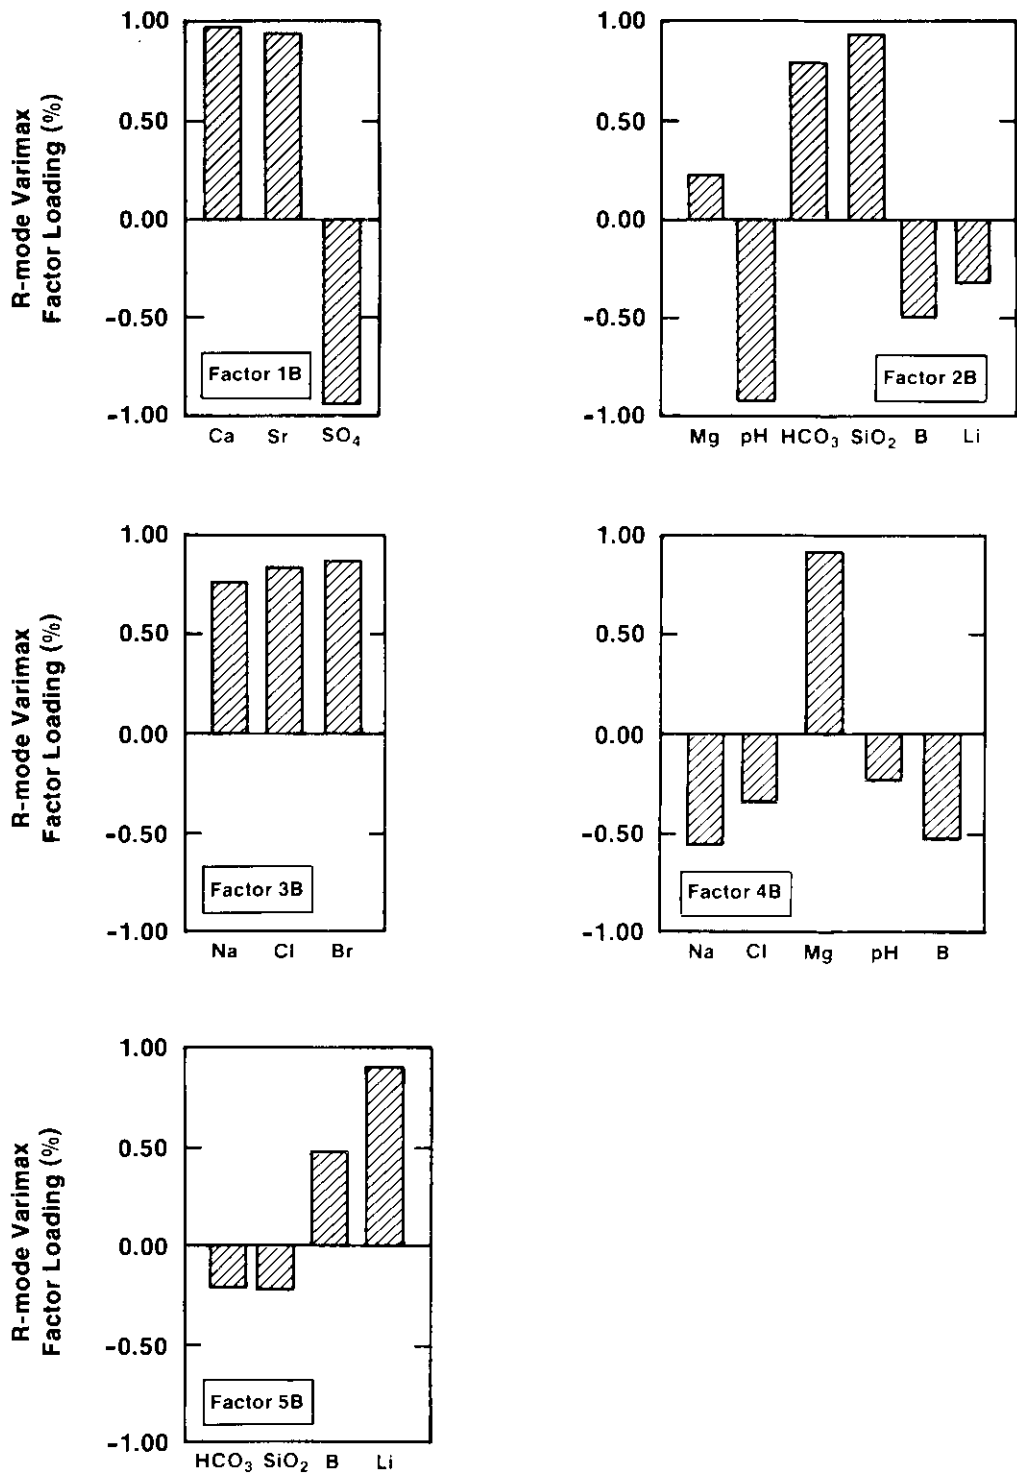 R-mode Varimax
Factor Loading (%)
1.00
0.50
0.00
-0.50
-1.00
Factor 1B
Ca Sr SO₄
1.00
0.50
0.00
-0.50
-1.00
Factor 2B
Mg pH HCO₃ SiO₂ B Li
R-mode Varimax
Factor Loading (%)
1.00
0.50
0.00
-0.50
-1.00
Factor 3B
Na Cl Br
1.00
0.50
0.00
-0.50
-1.00
Factor 4B
Na Cl Mg pH B
R-mode Varimax
Factor Loading (%)
1.00
0.50
0.00
-0.50
-1.00
Factor 5B
HCO₃ SiO₂ B Li